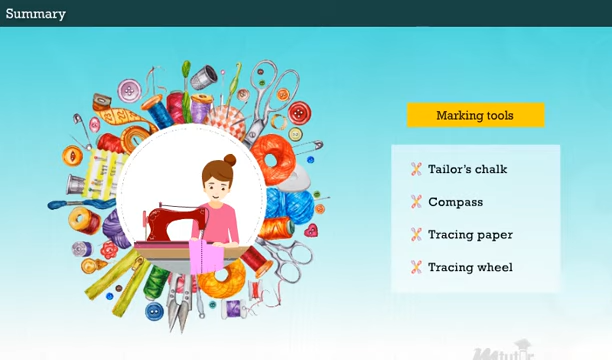 Summary
Marking tools
Tailor's chalk
Compass
Tracing paper
Tracing wheel